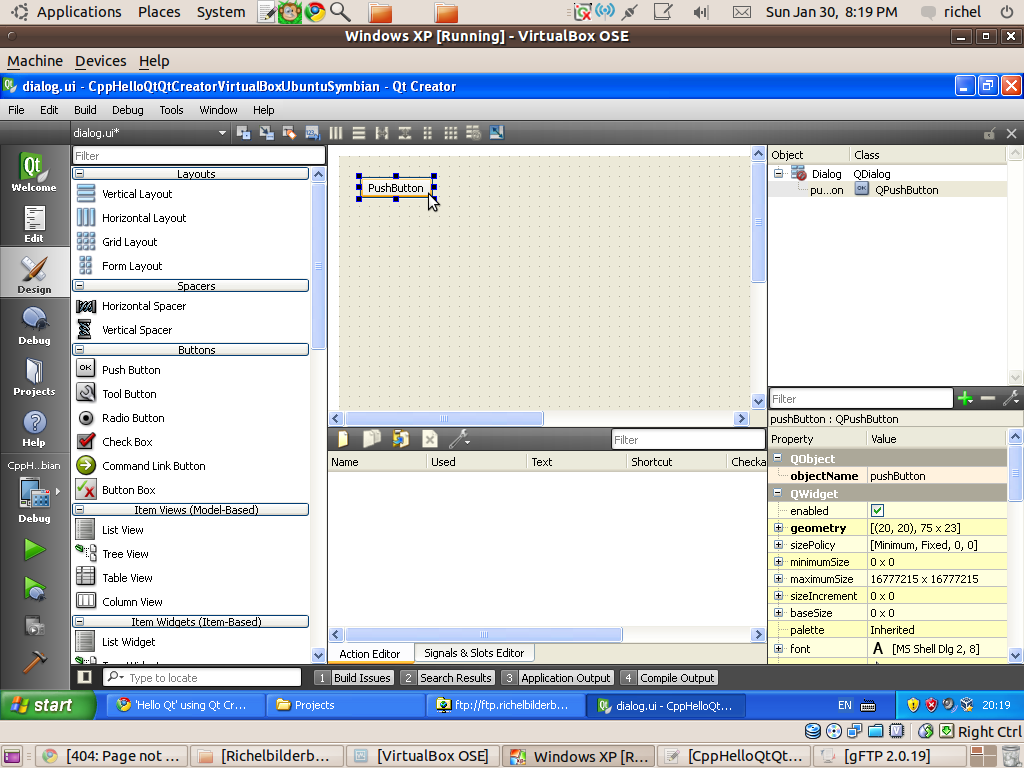 Applications Places System Sun Jan 30, 8:19 PM richel
Windows XP [Running] - VirtualBox OSE
Machine Devices Help
dialog.ui - CppHelloQtQtCreatorVirtualBoxUbuntuSymbian - Qt Creator
File Edit Build Debug Tools Window Help
dialog.ui*
Qt
Welcome
Edit
Design
Debug
Projects
Help
CppH...bian
Debug
Filter
Layouts
Vertical Layout
Horizontal Layout
Grid Layout
Form Layout
Spacers
Horizontal Spacer
Vertical Spacer
Buttons
OK Push Button
Tool Button
Radio Button
Check Box
Command Link Button
Button Box
Item Views (Model-Based)
List View
Tree View
Table View
Column View
Item Widgets (Item-Based)
List Widget
PushButton
Filter
Name Used Text Shortcut Checka
Action Editor Signals & Slots Editor
Object Class
Dialog QDialog
pu...on OK QPushButton
Filter
pushButton : QPushButton
Property Value
QObject
objectName pushButton
QWidget
enabled
geometry [(20, 20), 75 x 23]
sizePolicy [Minimum, Fixed, 0, 0]
minimumSize 0 x 0
maximumSize 16777215 x 16777215
sizeIncrement 0 x 0
baseSize 0 x 0
palette Inherited
font A [MS Shell Dlg 2, 8]
Type to locate 1 Build Issues 2 Search Results 3 Application Output 4 Compile Output
start 'Hello Qt' using Qt Cr... Projects ftp://ftp.richelbilderb... dialog.ui - CppHelloQt... EN 20:19
Right Ctrl
[404: Page not ... [Richelbilderb... [VirtualBox OSE] Windows XP [R... [CppHelloQtQt... [gFTP 2.0.19]